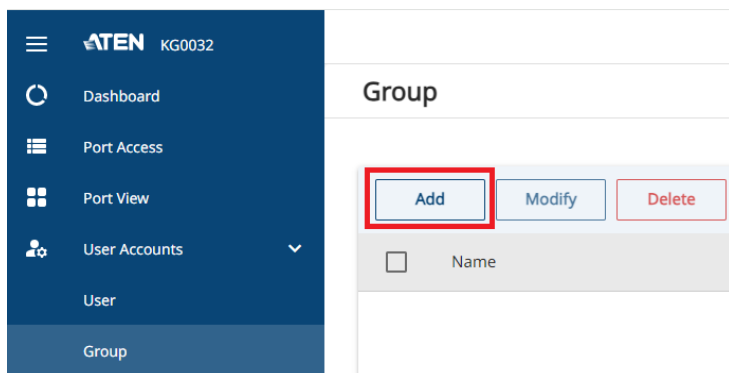 ATEN KG0032
Dashboard
Port Access
Port View
User Accounts
User
Group
Group
Add Modify Delete
Name